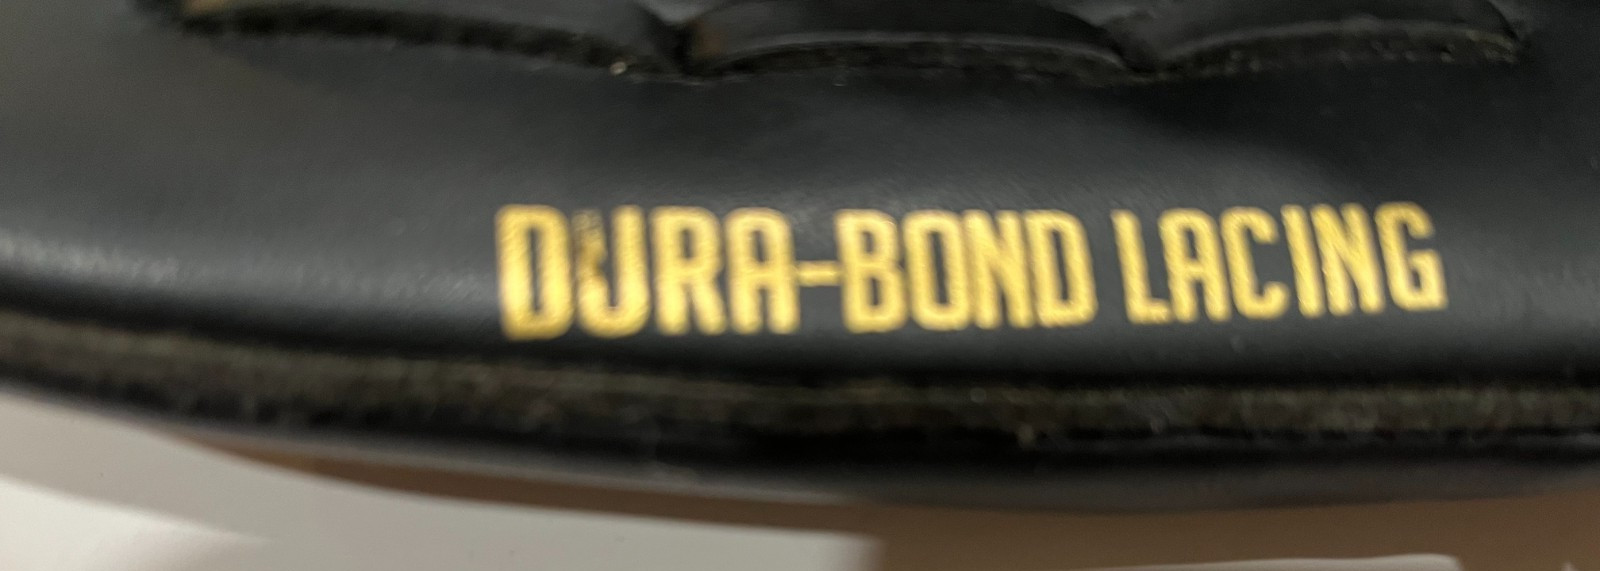 DURA-BOND LACING